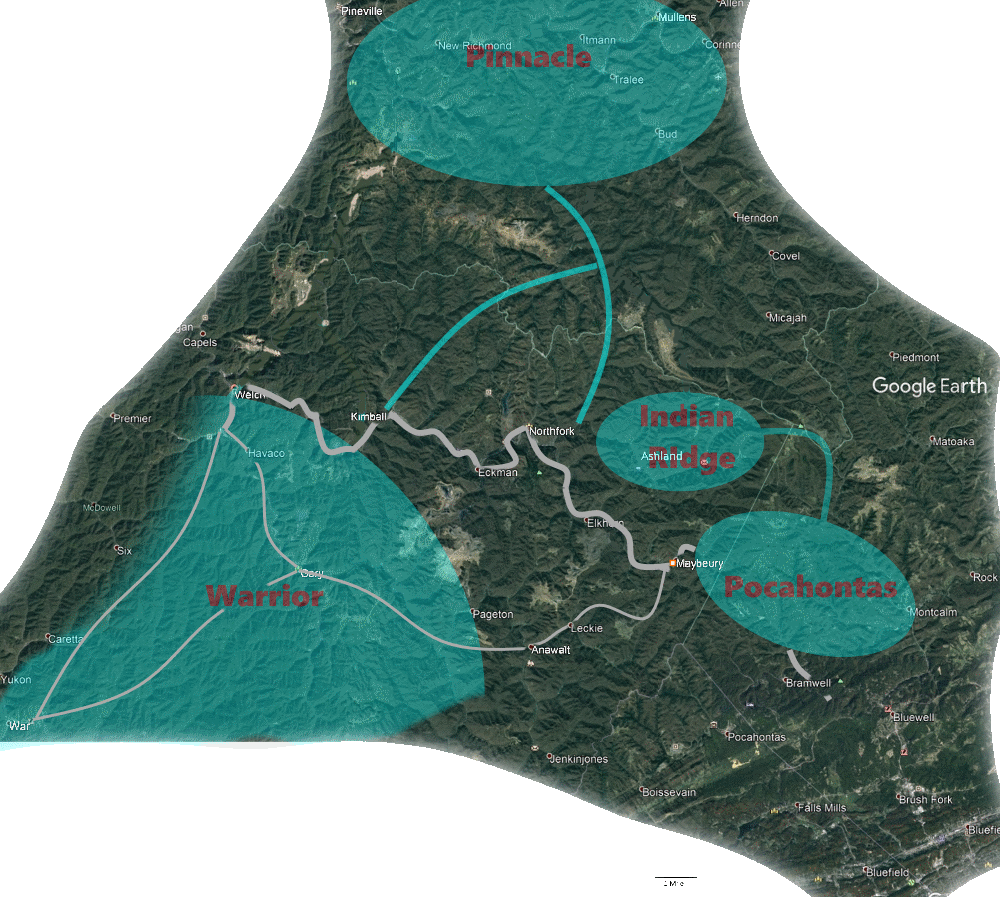 Pineville
Allen
Mullens
New Richmond
Itmann
Corinne
Pinnacle
Tralee
Bud
Herndon
Covel
Micajah
gan
Capels
Piedmont
Google Earth
Welch
Premier
Kimball
Northfork
Indian
Ridge
Ashland
Matoaka
Havaco
Eckman
McDowell
Elkhorn
Six
Maybeury
Gary
Rock
Warrior
Pocahontas
Pageton
Montcalm
Leckie
Caretta
Anawalt
Yukon
Bramwell
War
Bluewell
Pocahontas
Jenkinjones
Boissevain
Brush Fork
Falls Mills
Bluefie
Bluefield
1 Mile